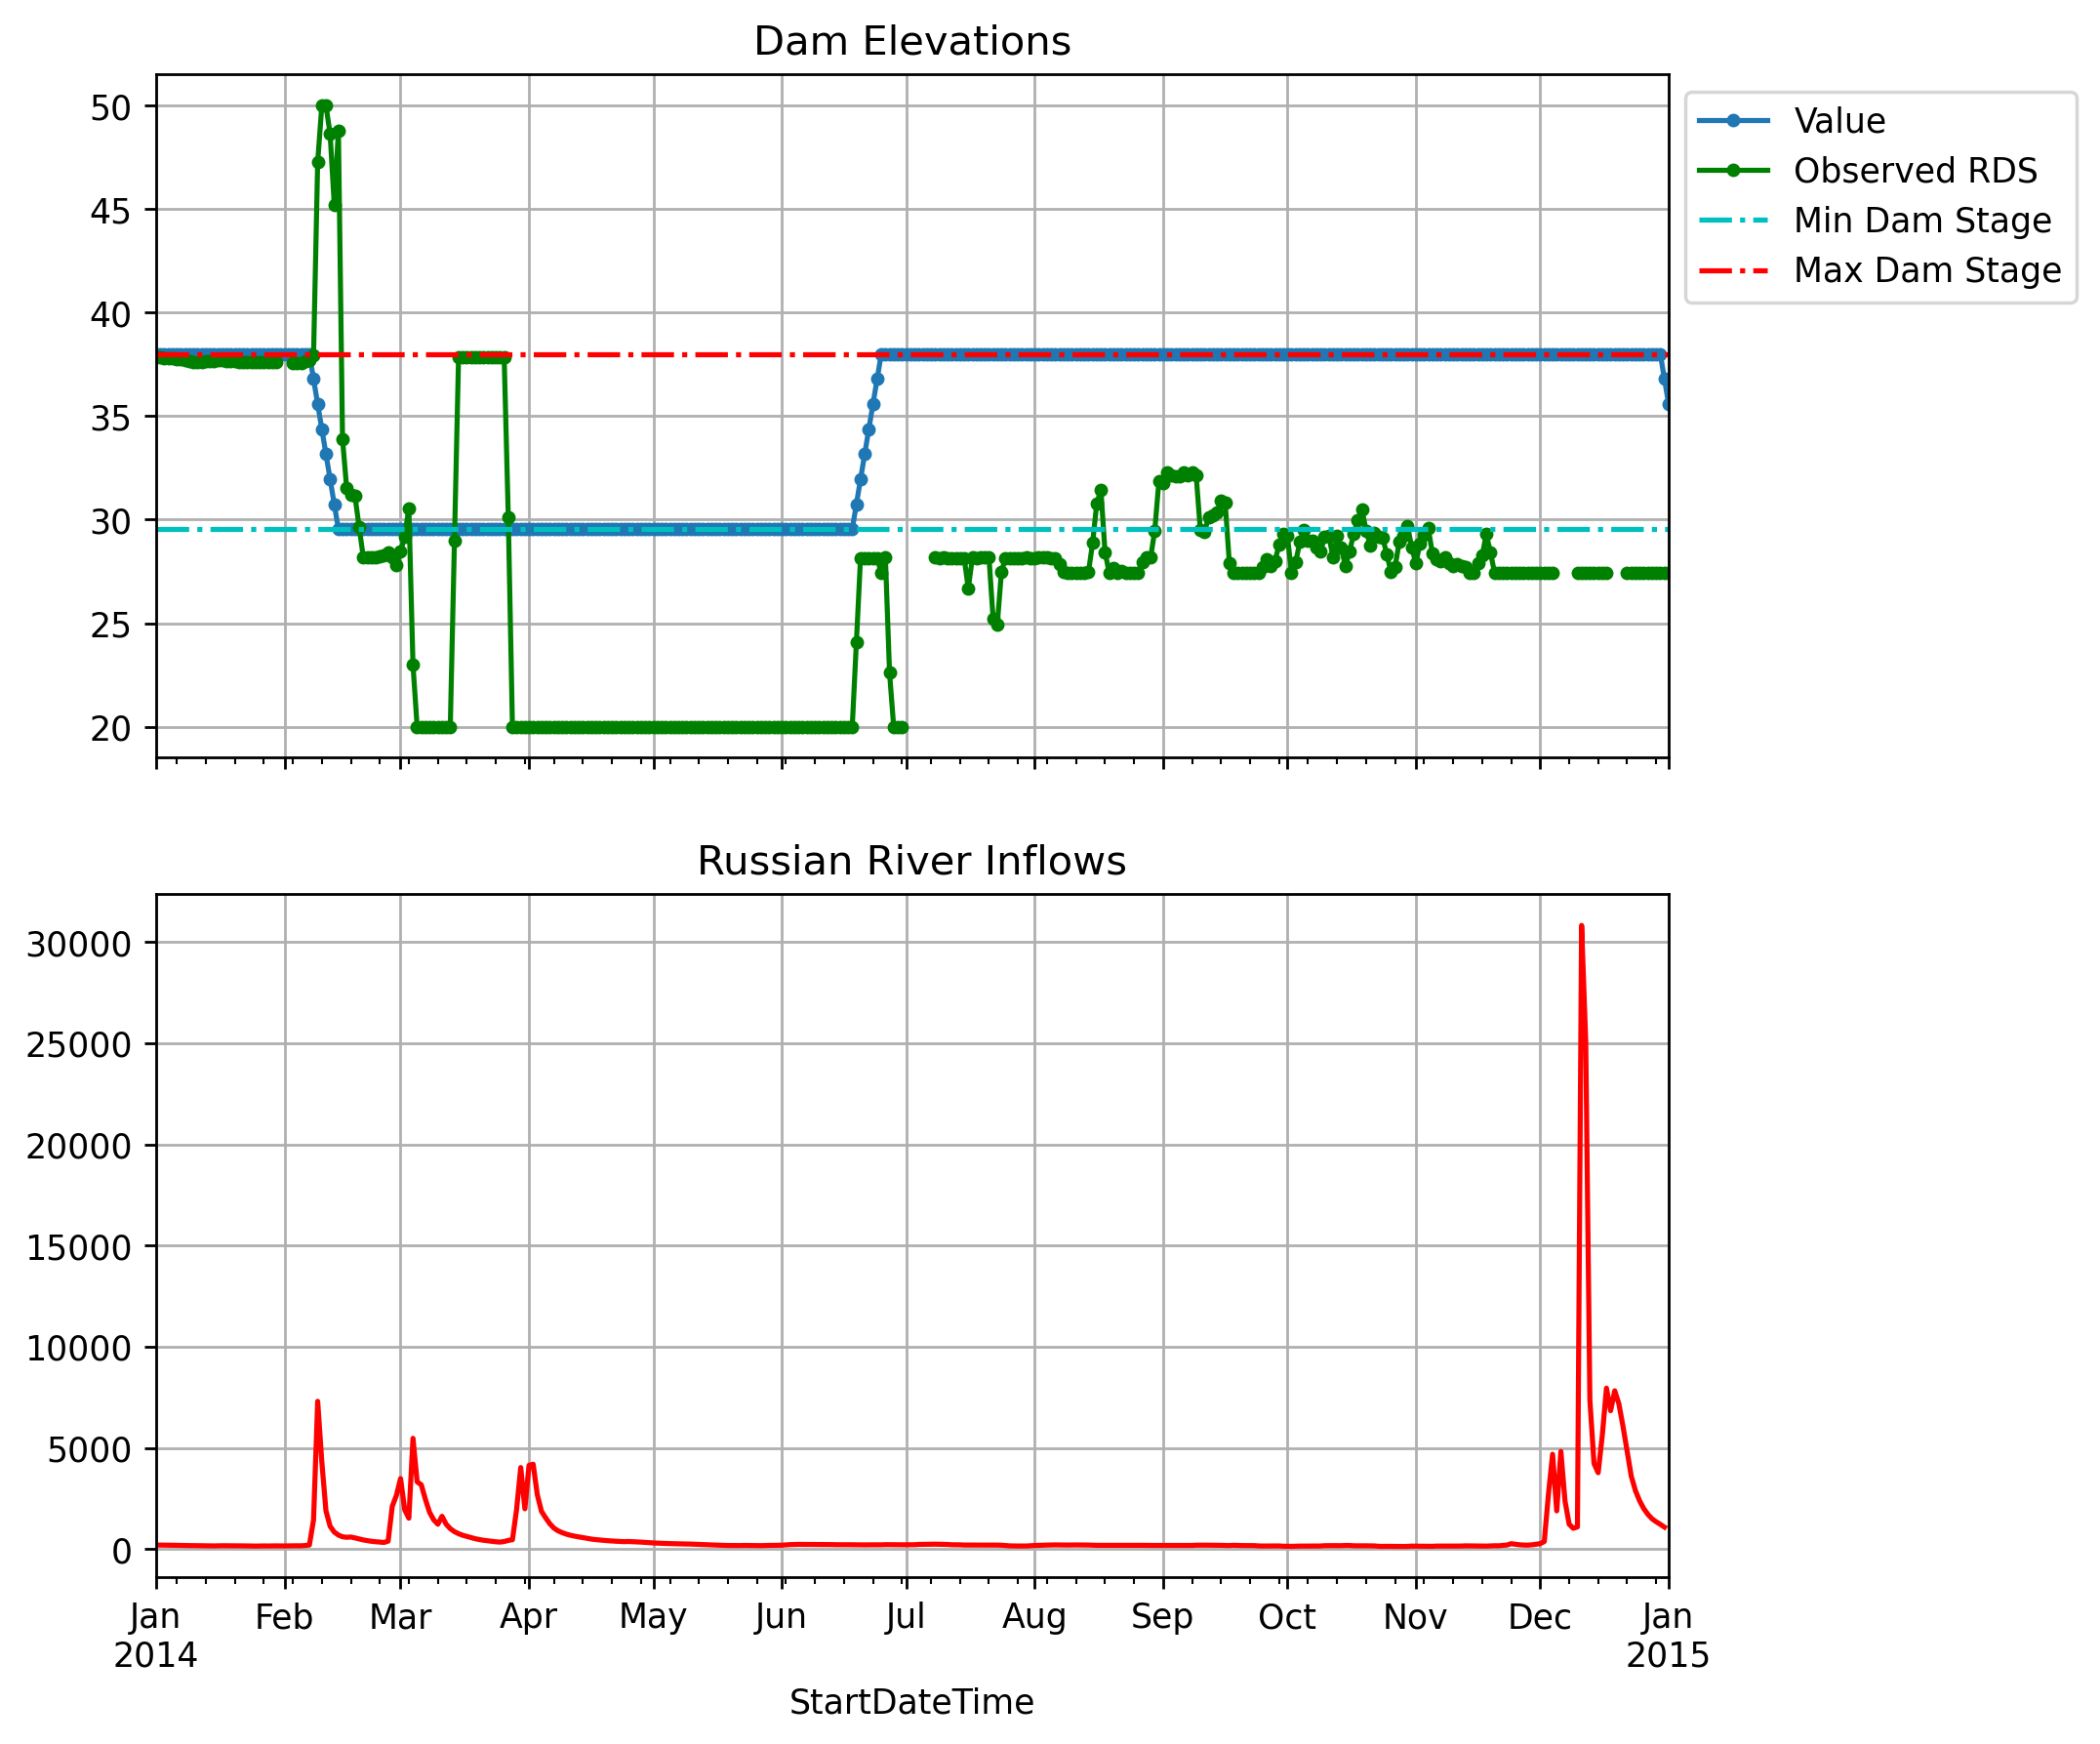 Dam Elevations
50
45
40
35
30
25
20
Value
Observed RDS
Min Dam Stage
Max Dam Stage
Russian River Inflows
30000
25000
20000
15000
10000
5000
0
Jan Feb Mar Apr May Jun Jul Aug Sep Oct Nov Dec Jan
2014 2015
StartDateTime